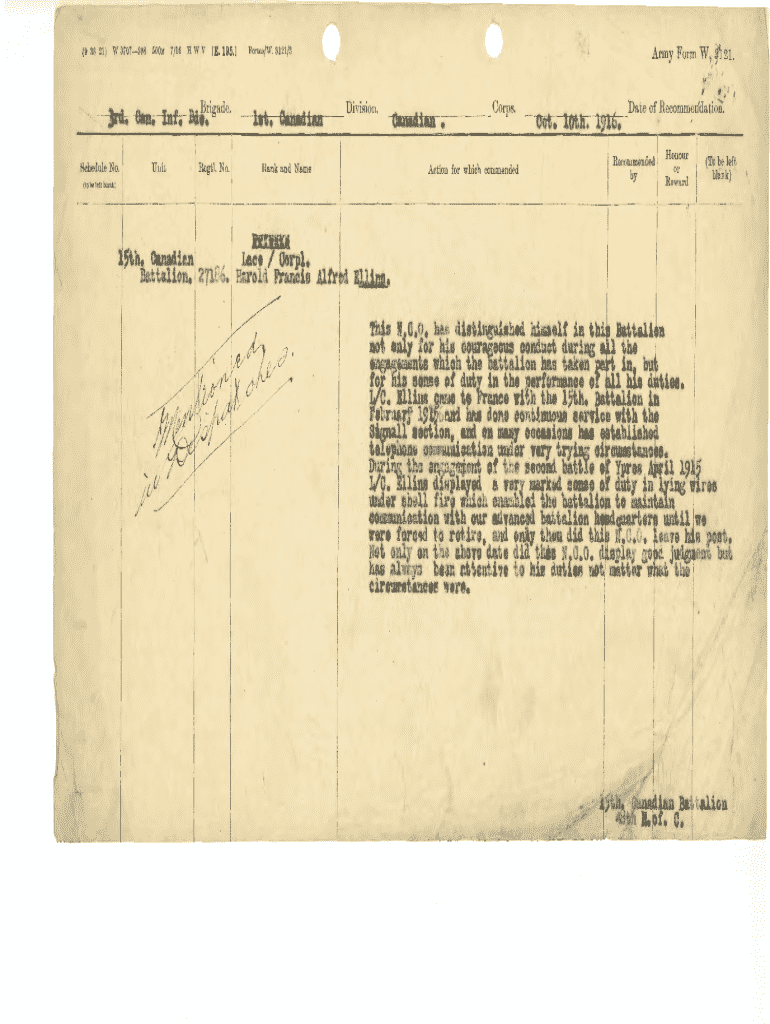 (9 28 21) W 3707—398 500M 7/16 H W V [E. 195.] Forms/W. 3121/3 Army Form W. 3121.
3rd. Can. Inf. Bde. Brigade. 1st. Canadian Division. Canadian . Corps. Oct. 10th. 1916. Date of Recommendation.
Schedule No. (to be left blank) Unit Regtl. No. Rank and Name Action for which commended Recommended by Honour or Reward (To be left blank)
15th. Canadian Lace / Corpl.
Battalion. 27186. Harold Francis Alfred Ellins.
Mentioned
in Despatches.
This N.C.O. has distinguished himself in this Battalion
not only for his courageous conduct during all the
engagements which the battalion has taken part in, but
for his sense of duty in the performance of all his duties.
L/C. Ellins came to France with the 15th. Battalion in
February 1915 and has done continuous service with the
Signall section, and on many occasions has established
telephone communication under very trying circumstances.
During the engagement of the second battle of Ypres April 1915
L/C. Ellins displayed a very marked sense of duty in lying wires
under shell fire which enabled the battalion to maintain
communication with our advanced battalion headquarters until we
were forced to retire, and only then did this N.C.O. leave his post.
Not only on the above date did this N.C.O. display good judgment but
has always been attentive to his duties not matter what the
circumstances were.
15th. Canadian Battalion
48th H.of. C.